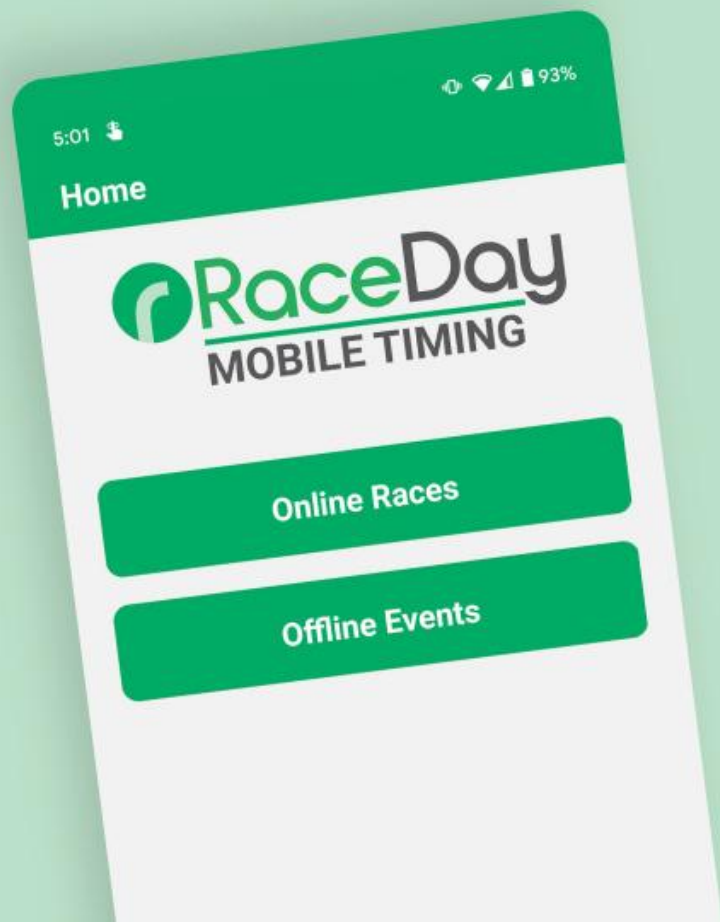 5:01 93%
Home
RaceDay
MOBILE TIMING
Online Races
Offline Events